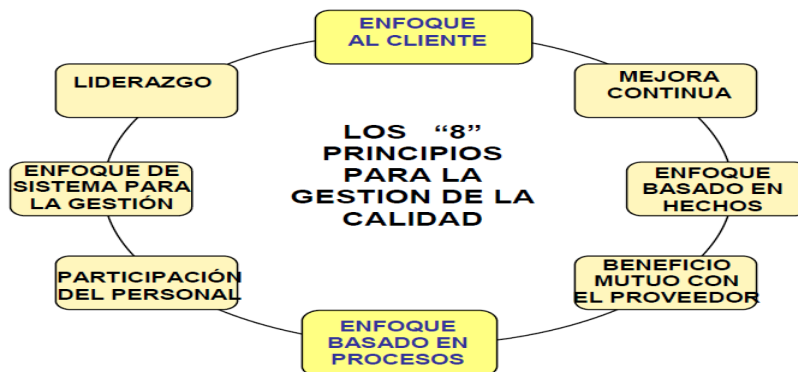 ENFOQUE
AL CLIENTE
LIDERAZGO
MEJORA
CONTINUA
LOS “8”
PRINCIPIOS
PARA LA
GESTION DE LA
CALIDAD
ENFOQUE DE
SISTEMA PARA
LA GESTIÓN
ENFOQUE
BASADO EN
HECHOS
PARTICIPACIÓN
DEL PERSONAL
BENEFICIO
MUTUO CON
EL PROVEEDOR
ENFOQUE
BASADO EN
PROCESOS